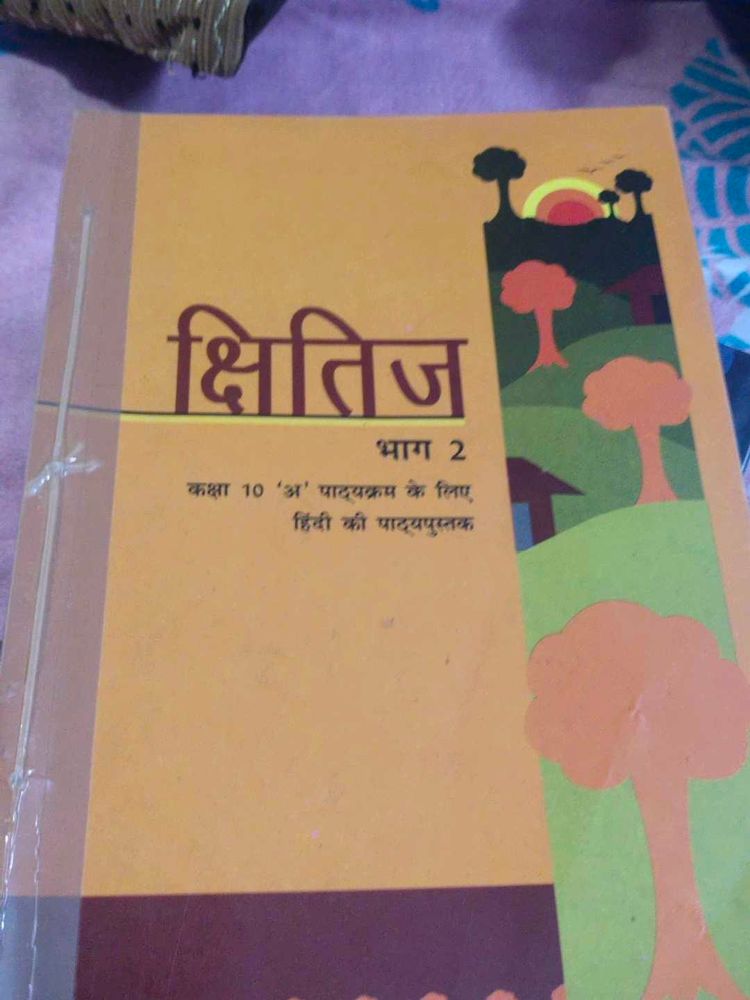 क्षितिज
भाग 2
कक्षा 10 'अ' पाठ्यक्रम के लिए
हिंदी की पाठ्यपुस्तक